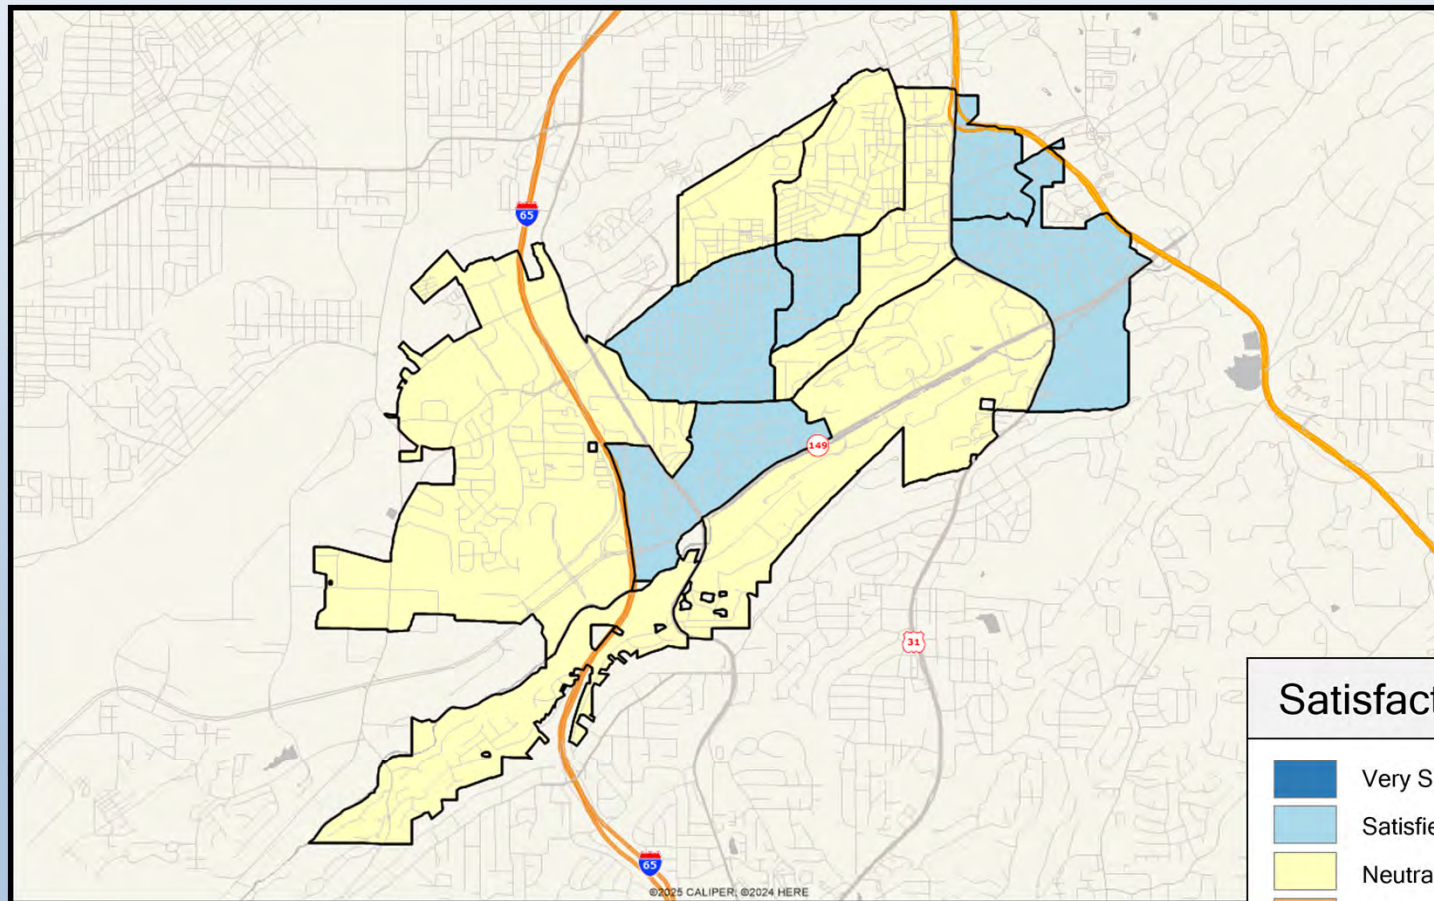 65
149
31
65
©2025 CALIPER; ©2024 HERE
Satisfact
Very S
Satisfie
Neutra